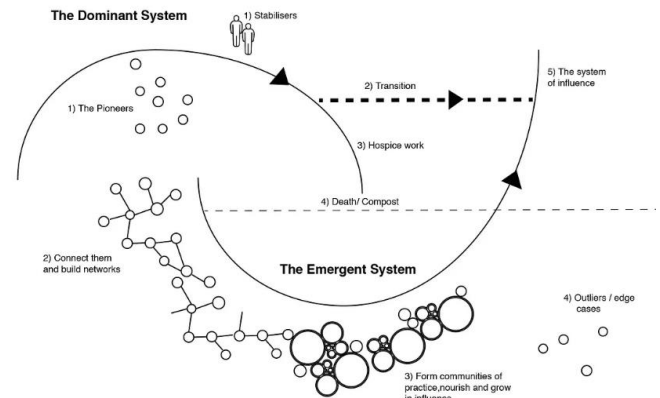 The Dominant System
1) Stabilisers
5) The system
of influence
2) Transition
1) The Pioneers
3) Hospice work
4) Death/ Compost
2) Connect them
and build networks
The Emergent System
4) Outliers / edge
cases
3) Form communities of
practice,nourish and grow
in influence